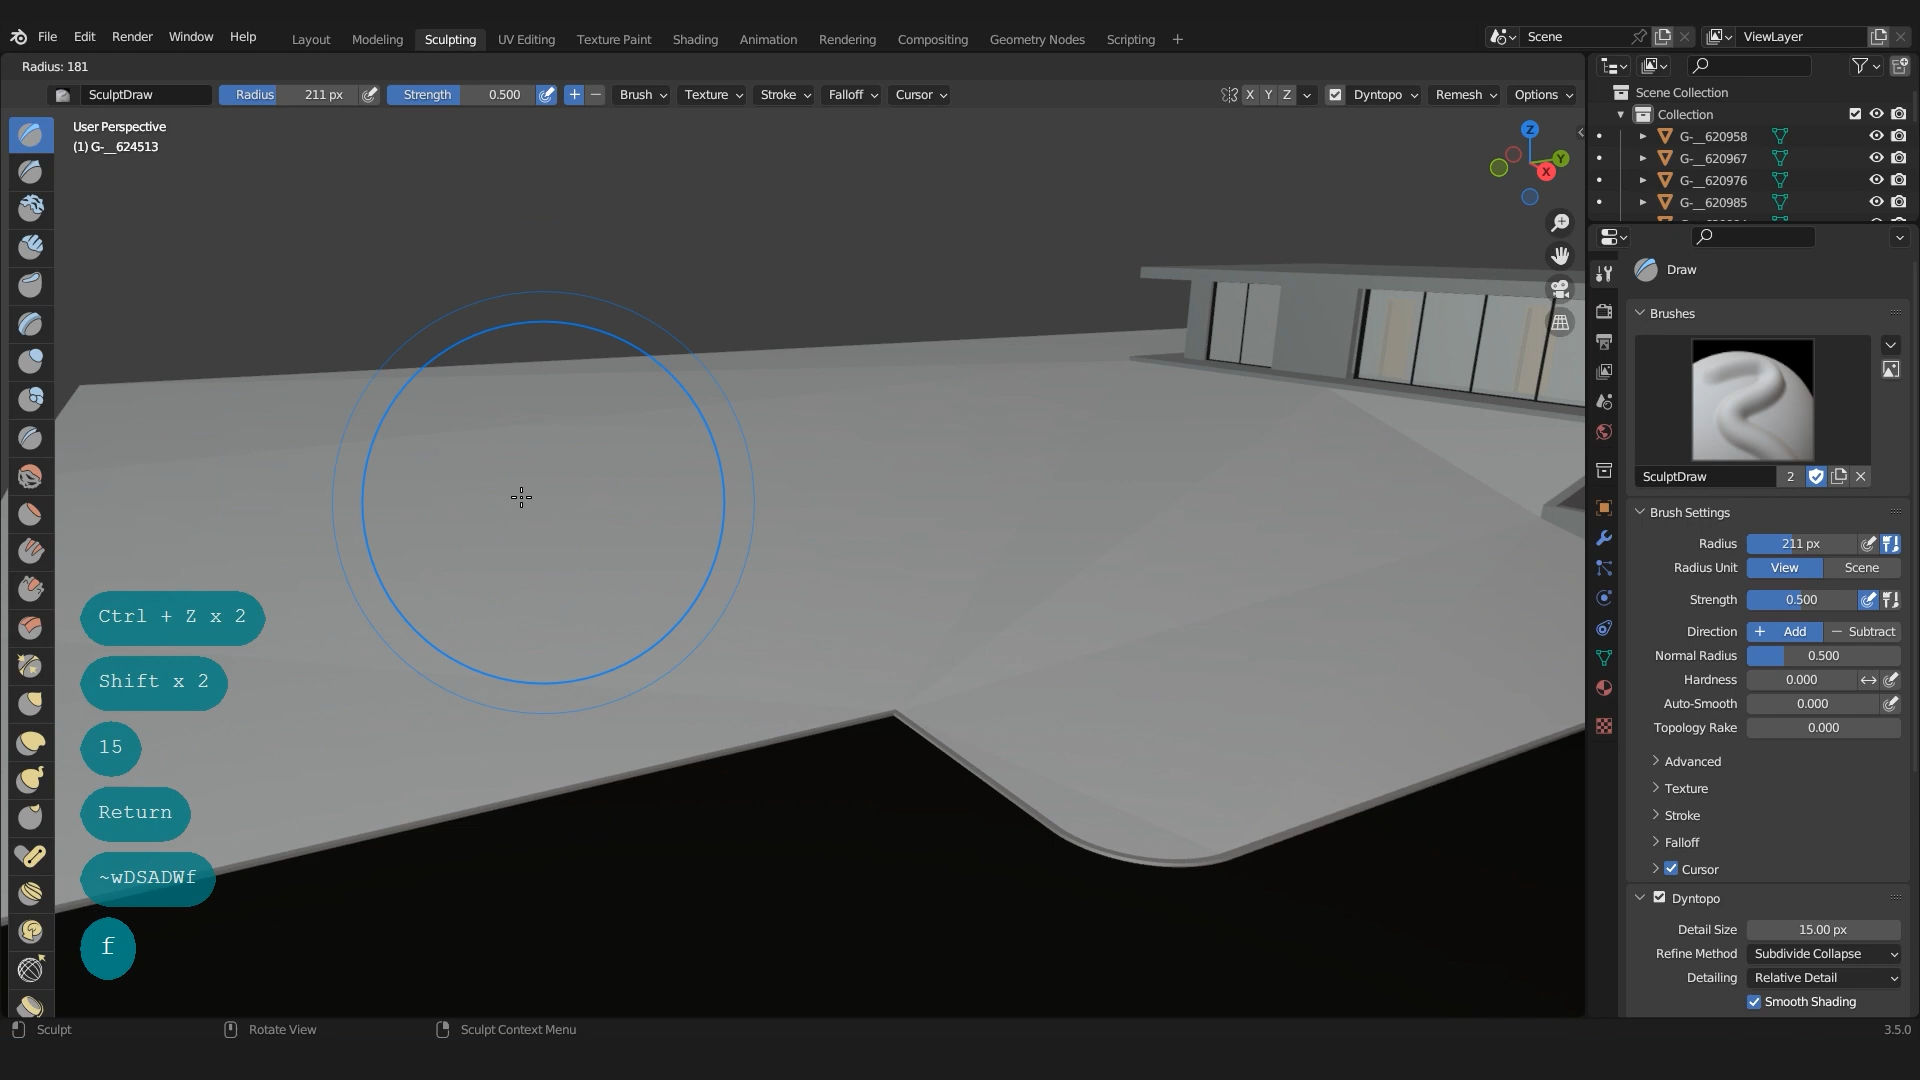 File Edit Render Window Help
Layout Modeling Sculpting UV Editing Texture Paint Shading Animation Rendering Compositing Geometry Nodes Scripting +
Scene
ViewLayer
Radius: 181
SculptDraw
Radius 211 px
Strength 0.500
Brush Texture Stroke Falloff Cursor
X Y Z
Dyntopo Remesh Options
User Perspective
(1) G-__624513
Z
Y
X
Scene Collection
Collection
G-__620958
G-__620967
G-__620976
G-__620985
Draw
Brushes
SculptDraw 2
Brush Settings
Radius 211 px
Radius Unit View Scene
Strength 0.500
Direction + Add − Subtract
Normal Radius 0.500
Hardness 0.000
Auto-Smooth 0.000
Topology Rake 0.000
Advanced
Texture
Stroke
Falloff
Cursor
Dyntopo
Detail Size 15.00 px
Refine Method Subdivide Collapse
Detailing Relative Detail
Smooth Shading
Ctrl + Z x 2
Shift x 2
15
Return
~wDSADWf
f
Sculpt
Rotate View
Sculpt Context Menu
3.5.0